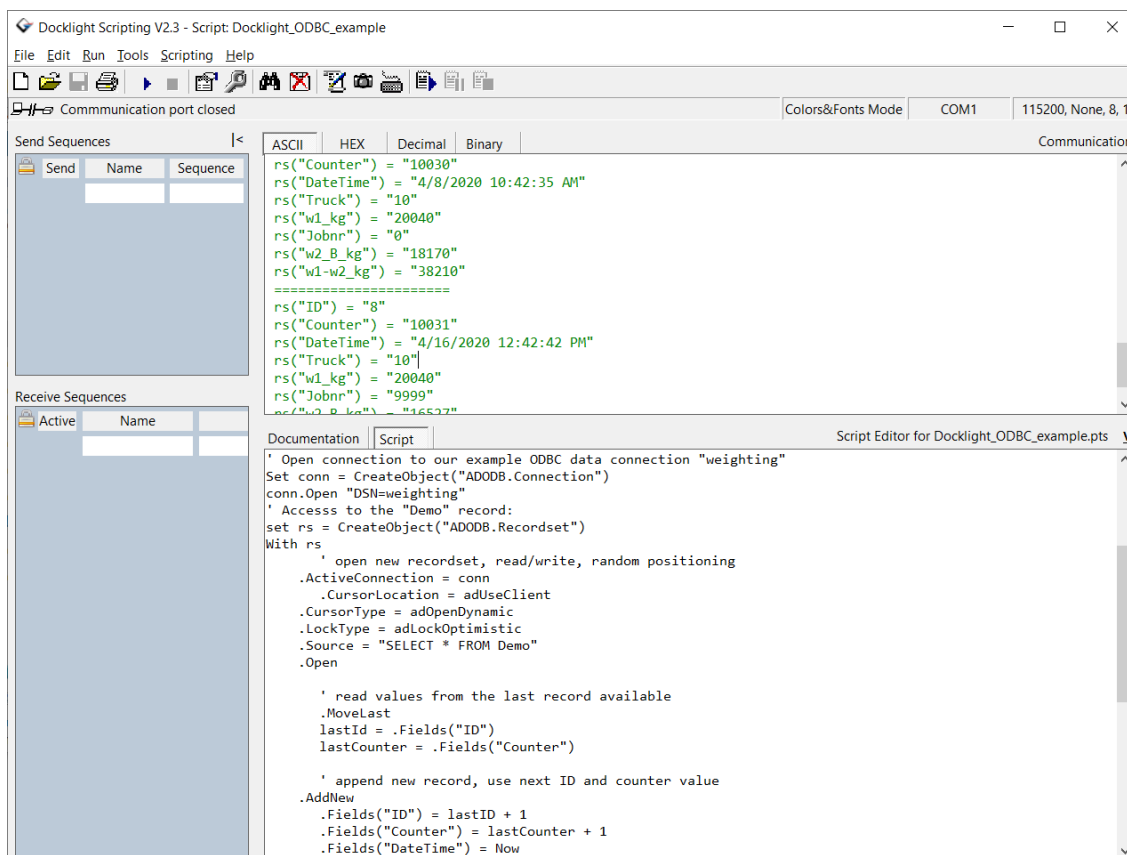 Docklight Scripting V2.3 - Script: Docklight_ODBC_example
File Edit Run Tools Scripting Help
Commmunication port closed
Colors&Fonts Mode
COM1
115200, None, 8, 1
Send Sequences
Send Name Sequence
Receive Sequences
Active Name
ASCII HEX Decimal Binary
Communication
rs("Counter") = "10030"
rs("DateTime") = "4/8/2020 10:42:35 AM"
rs("Truck") = "10"
rs("w1_kg") = "20040"
rs("Jobnr") = "0"
rs("w2_B_kg") = "18170"
rs("w1-w2_kg") = "38210"
======================
rs("ID") = "8"
rs("Counter") = "10031"
rs("DateTime") = "4/16/2020 12:42:42 PM"
rs("Truck") = "10"
rs("w1_kg") = "20040"
rs("Jobnr") = "9999"
rs("w2_B_kg") = "16527"
Documentation Script
Script Editor for Docklight_ODBC_example.pts
' Open connection to our example ODBC data connection "weighting"
Set conn = CreateObject("ADODB.Connection")
conn.Open "DSN=weighting"
' Accesss to the "Demo" record:
set rs = CreateObject("ADODB.Recordset")
With rs
' open new recordset, read/write, random positioning
.ActiveConnection = conn
.CursorLocation = adUseClient
.CursorType = adOpenDynamic
.LockType = adLockOptimistic
.Source = "SELECT * FROM Demo"
.Open
' read values from the last record available
.MoveLast
lastId = .Fields("ID")
lastCounter = .Fields("Counter")
' append new record, use next ID and counter value
.AddNew
.Fields("ID") = lastID + 1
.Fields("Counter") = lastCounter + 1
.Fields("DateTime") = Now